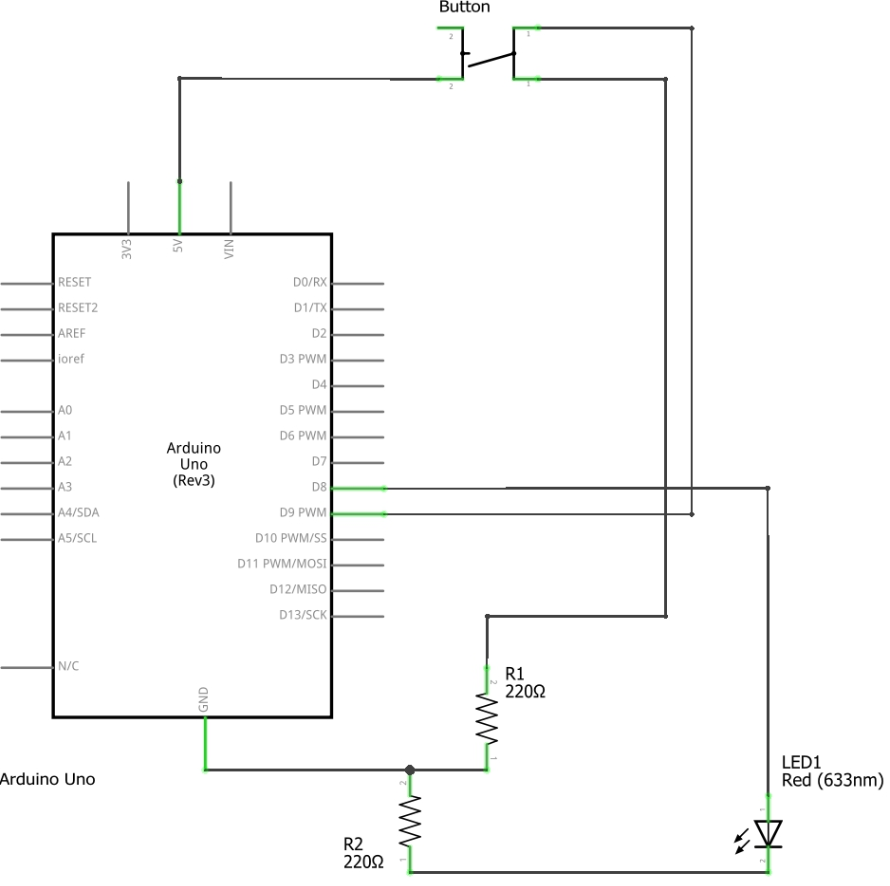 Button
2
1
2
1
3V3
5V
VIN
RESET
D0/RX
RESET2
D1/TX
AREF
D2
ioref
D3 PWM
D4
A0
D5 PWM
A1
D6 PWM
A2
D7
A3
D8
A4/SDA
D9 PWM
A5/SCL
D10 PWM/SS
D11 PWM/MOSI
D12/MISO
D13/SCK
Arduino
Uno
(Rev3)
N/C
GND
Arduino Uno
R1
220Ω
2
1
R2
220Ω
2
1
LED1
Red (633nm)
1
2